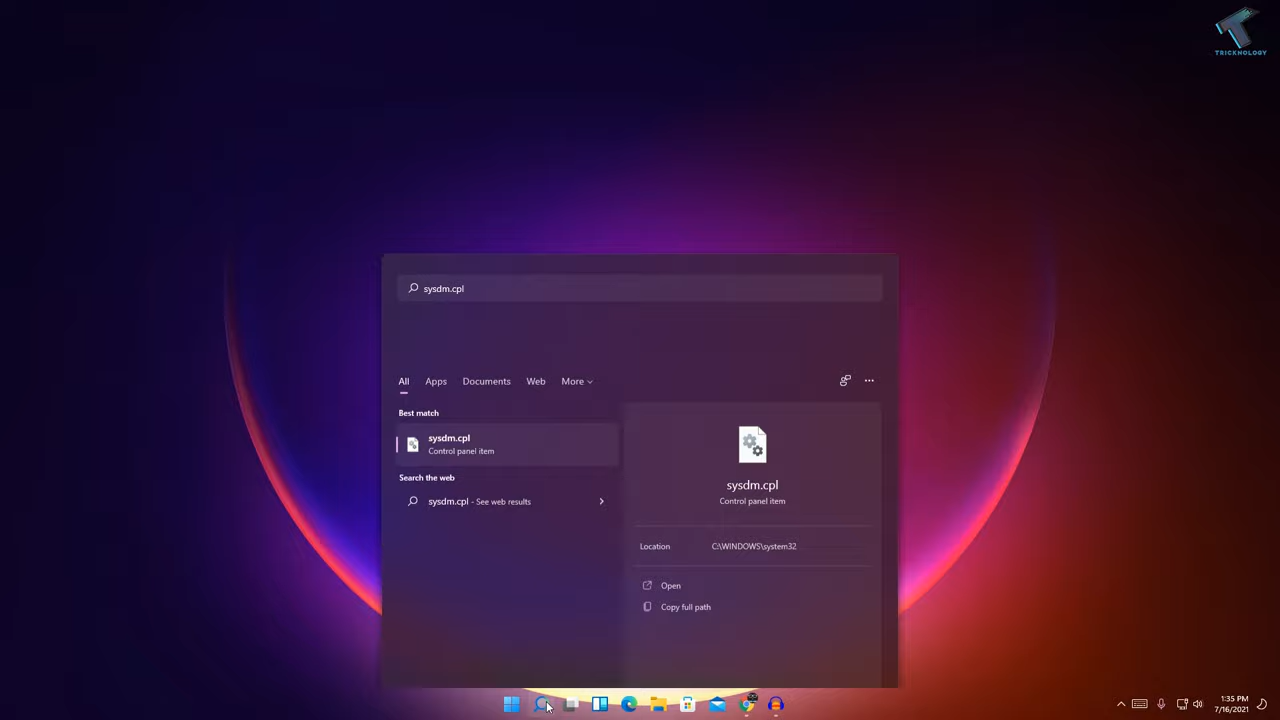 TRICKNOLOGY
sysdm.cpl
All Apps Documents Web More
Best match
sysdm.cpl
Control panel item
Search the web
sysdm.cpl - See web results
sysdm.cpl
Control panel item
Location C:\WINDOWS\system32
Open
Copy full path
1:35 PM
7/16/2021